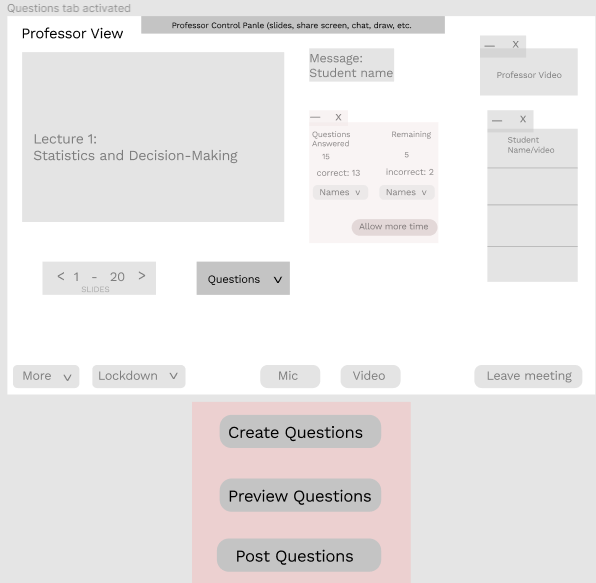 Questions tab activated
Professor View
Professor Control Panle (slides, share screen, chat, draw, etc.
Message:
Student name
— X
Professor Video
Lecture 1:
Statistics and Decision-Making
— X
Questions
Answered
Remaining
15
5
correct: 13
incorrect: 2
Names v
Names v
Allow more time
— X
Student
Name/video
< 1 - 20 >
SLIDES
Questions v
More v
Lockdown v
Mic
Video
Leave meeting
Create Questions
Preview Questions
Post Questions